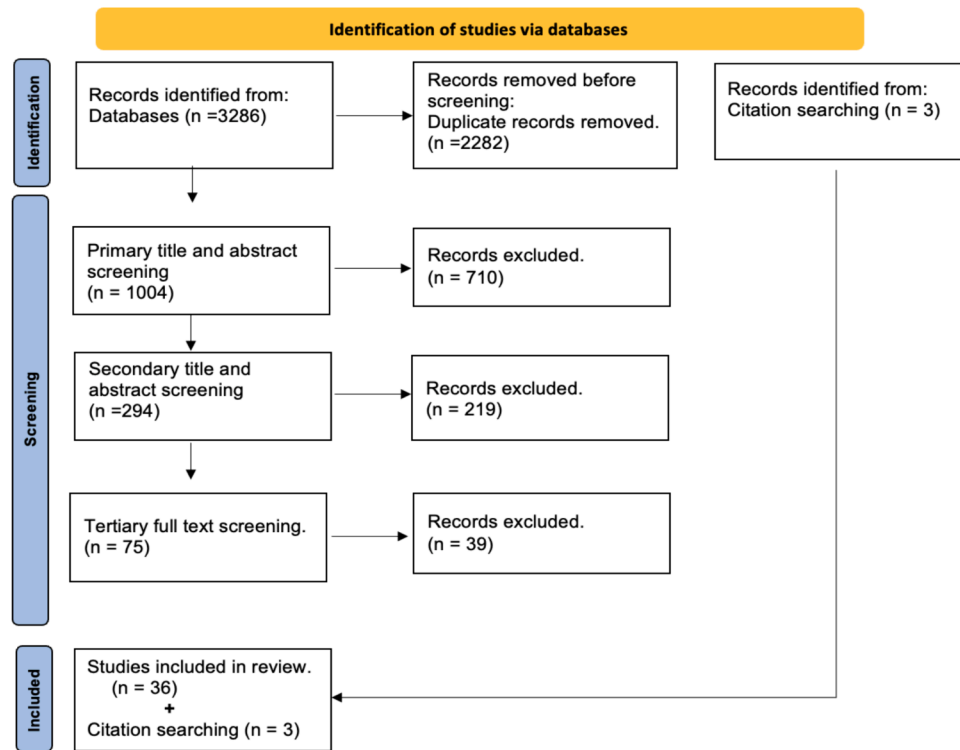 Identification of studies via databases
Identification
Records identified from:
Databases (n =3286)
Records removed before
screening:
Duplicate records removed.
(n =2282)
Records identified from:
Citation searching (n = 3)
Screening
Primary title and abstract
screening
(n = 1004)
Records excluded.
(n = 710)
Secondary title and
abstract screening
(n =294)
Records excluded.
(n = 219)
Tertiary full text screening.
(n = 75)
Records excluded.
(n = 39)
Included
Studies included in review.
(n = 36)
+
Citation searching (n = 3)